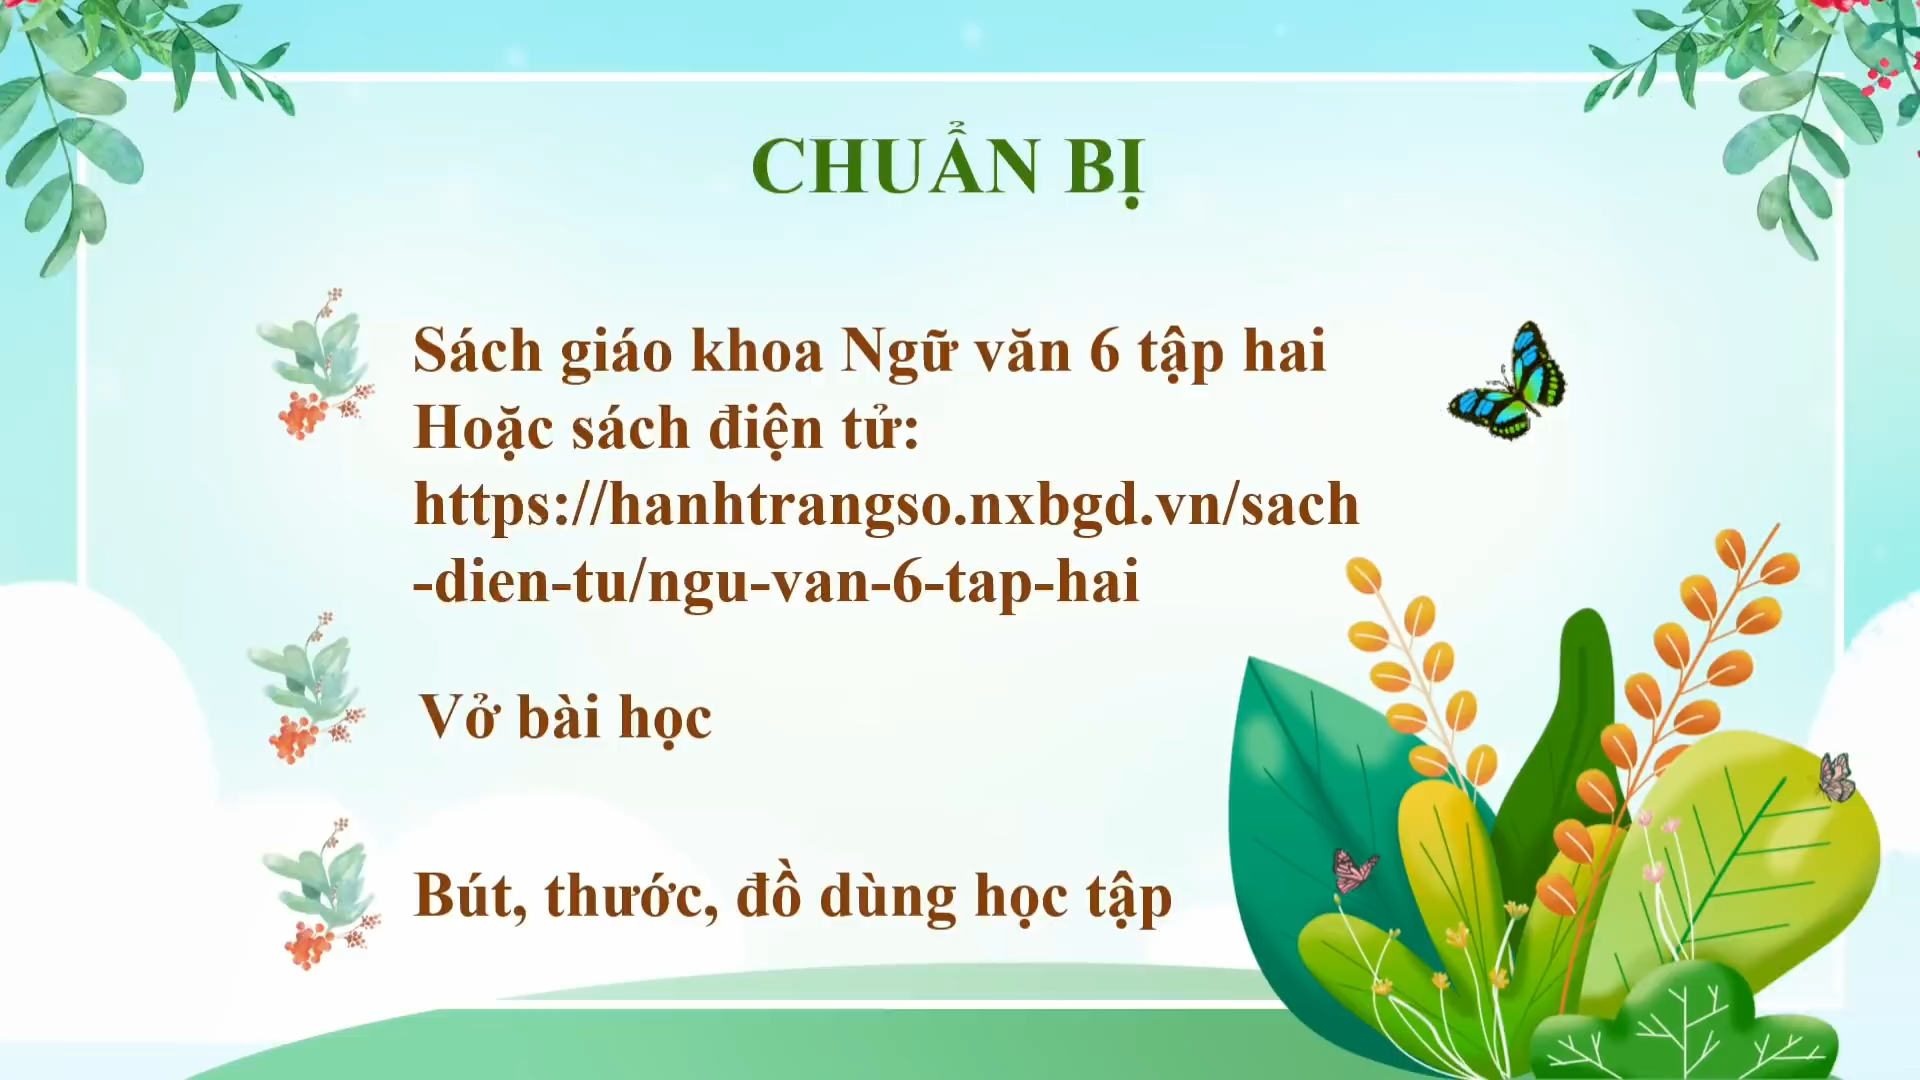 CHUẨN BỊ
Sách giáo khoa Ngữ văn 6 tập hai
Hoặc sách điện tử:
https://hanhtrangso.nxbgd.vn/sach
-dien-tu/ngu-van-6-tap-hai
Vở bài học
Bút, thước, đồ dùng học tập